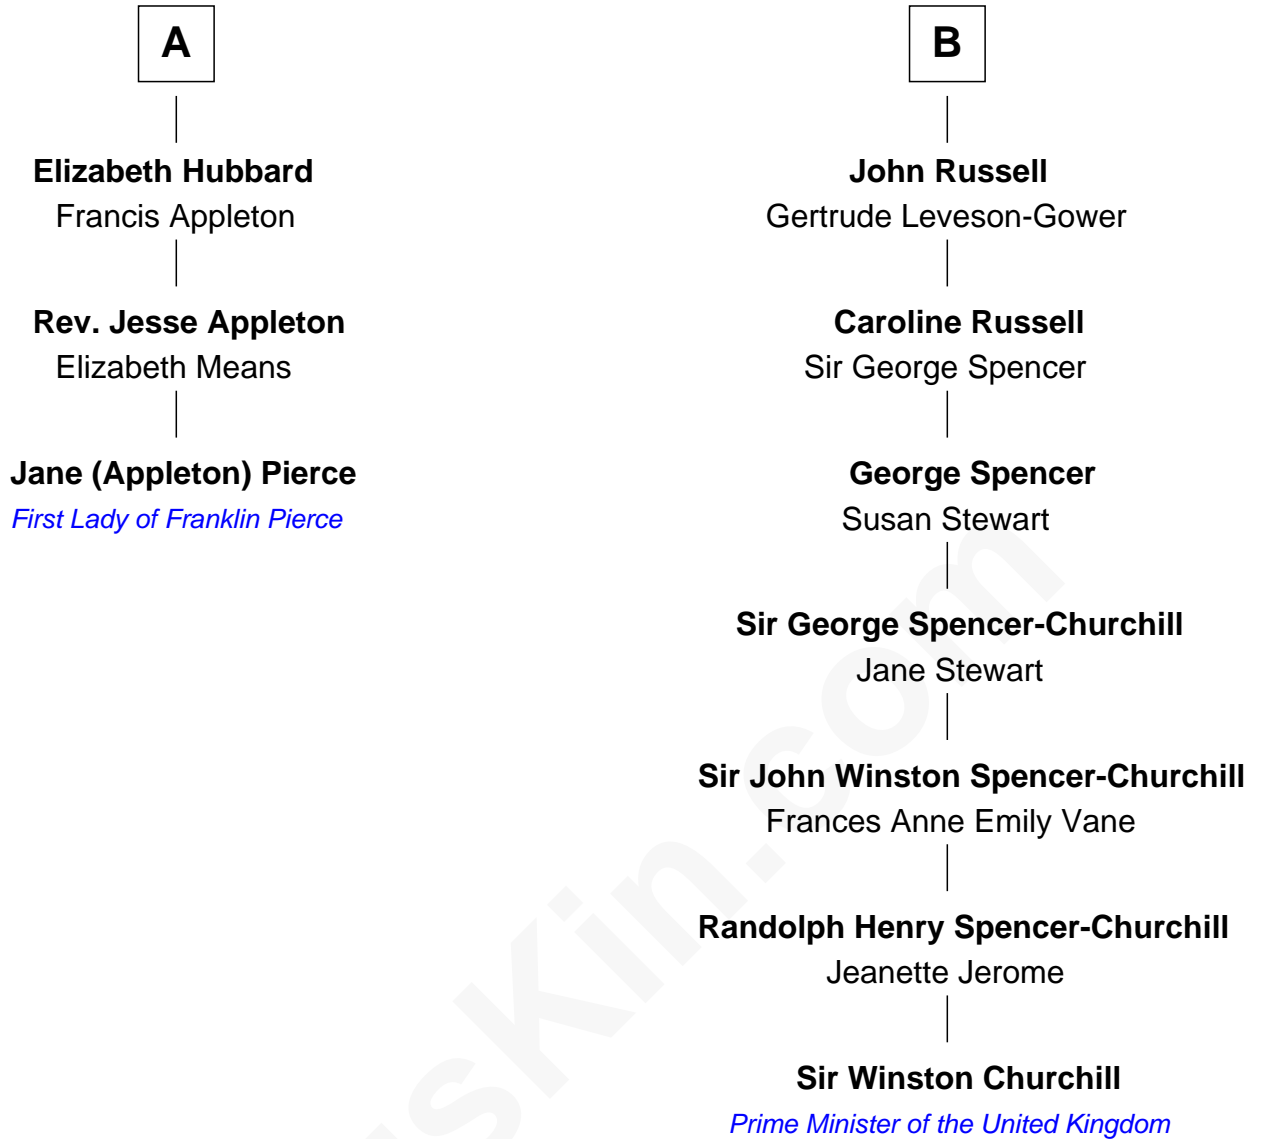 A
Elizabeth Hubbard
Francis Appleton
Rev. Jesse Appleton
Elizabeth Means
Jane (Appleton) Pierce
First Lady of Franklin Pierce
B
John Russell
Gertrude Leveson-Gower
Caroline Russell
Sir George Spencer
George Spencer
Susan Stewart
Sir George Spencer-Churchill
Jane Stewart
Sir John Winston Spencer-Churchill
Frances Anne Emily Vane
Randolph Henry Spencer-Churchill
Jeanette Jerome
Sir Winston Churchill
Prime Minister of the United Kingdom